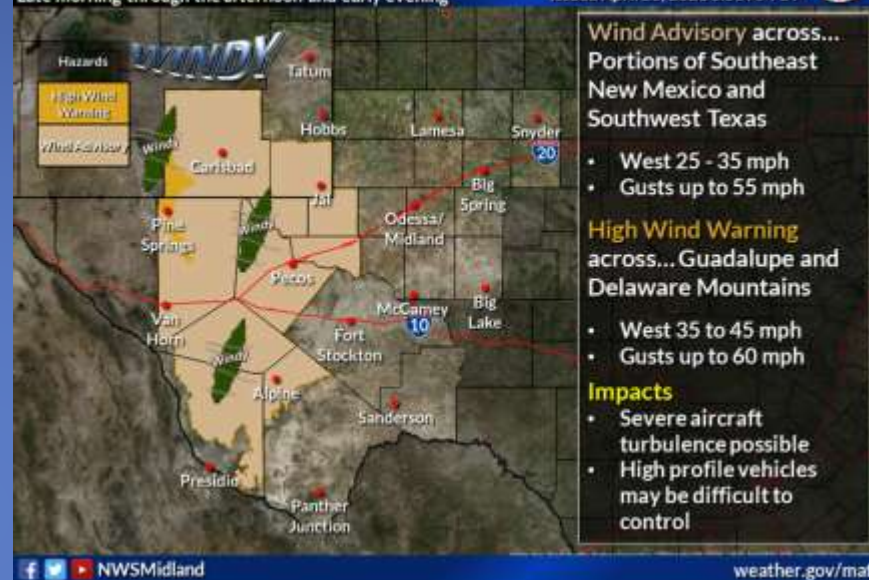 Late morning through the afternoon and early evening
Hazards
High Wind
Warning
Wind Advisory
WINDY
Tatum
Hobbs
Lamesa
Snyder
20
Windy
Carlsbad
Jal
Big
Spring
Pine
Springs
Windy
Odessa/
Midland
Pecos
Van
Horn
McCamey
10
Big
Lake
Fort
Stockton
Windy
Alpine
Sanderson
Presidio
Panther
Junction
Wind Advisory across...
Portions of Southeast
New Mexico and
Southwest Texas
• West 25 - 35 mph
• Gusts up to 55 mph
High Wind Warning
across... Guadalupe and
Delaware Mountains
• West 35 to 45 mph
• Gusts up to 60 mph
Impacts
• Severe aircraft
turbulence possible
• High profile vehicles
may be difficult to
control
NWSMidland
weather.gov/maf